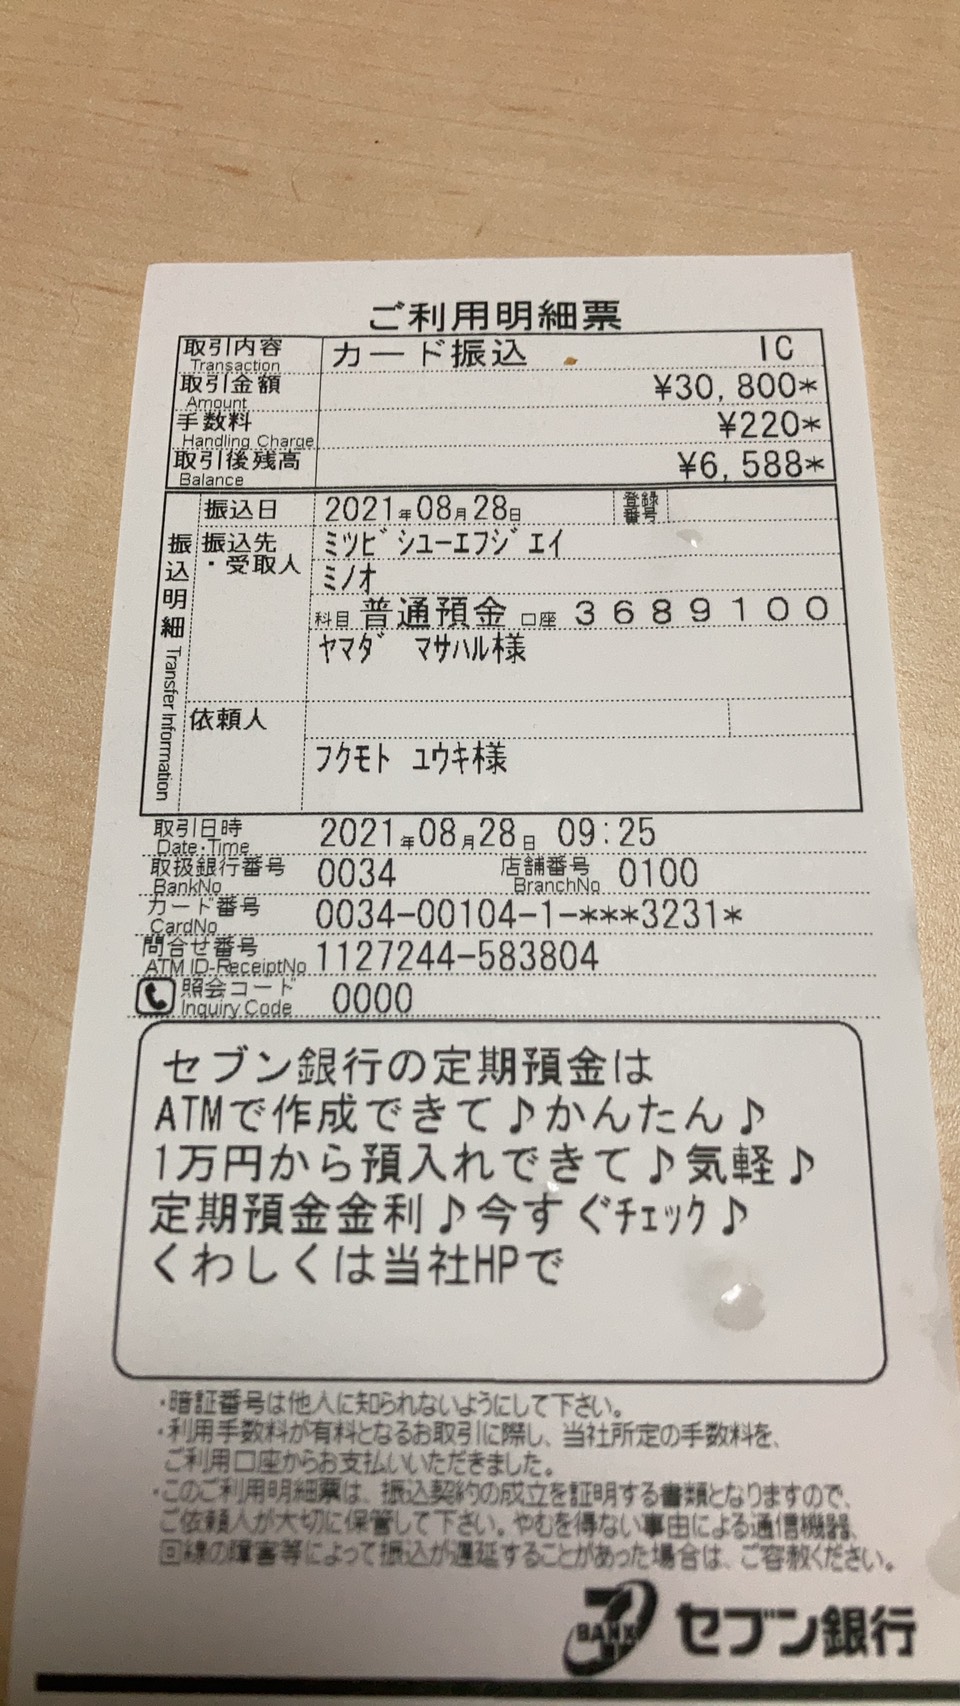 ご利用明細票
取引内容 カード振込 IC
Transaction
取引金額 ¥30,800*
Amount
手数料 ¥220*
Handling Charge
取引後残高 ¥6,588*
Balance
振込明細 Transfer Information
振込日 2021年08月28日 登録番号
振込先・受取人 ﾐﾂﾋﾞｼﾕｰｴﾌｼﾞｴｲ
ﾐﾉｵ
科目 普通預金 口座 3689100
ﾔﾏﾀﾞ ﾏｻﾊﾙ様
依頼人
ﾌｸﾓﾄ ﾕｳｷ様
取引日時 2021年08月28日 09:25
Date・Time
取扱銀行番号 0034 店舗番号 0100
BankNo BranchNo
カード番号 0034-00104-1-***3231*
CardNo
問合せ番号 1127244-583804
ATM ID-ReceiptNo
照会コード 0000
Inquiry Code
セブン銀行の定期預金は
ATMで作成できて♪かんたん♪
1万円から預入れできて♪気軽♪
定期預金金利♪今すぐﾁｪｯｸ♪
くわしくは当社HPで
・暗証番号は他人に知られないようにして下さい。
・利用手数料が有料となるお取引に際し、当社所定の手数料を、
ご利用口座からお支払いいただきました。
・このご利用明細票は、振込契約の成立を証明する書類となりますので、
ご依頼人が大切に保管して下さい。やむを得ない事由による通信機器、
回線の障害等によって振込が遅延することがあった場合は、ご容赦ください。
7 BANK セブン銀行